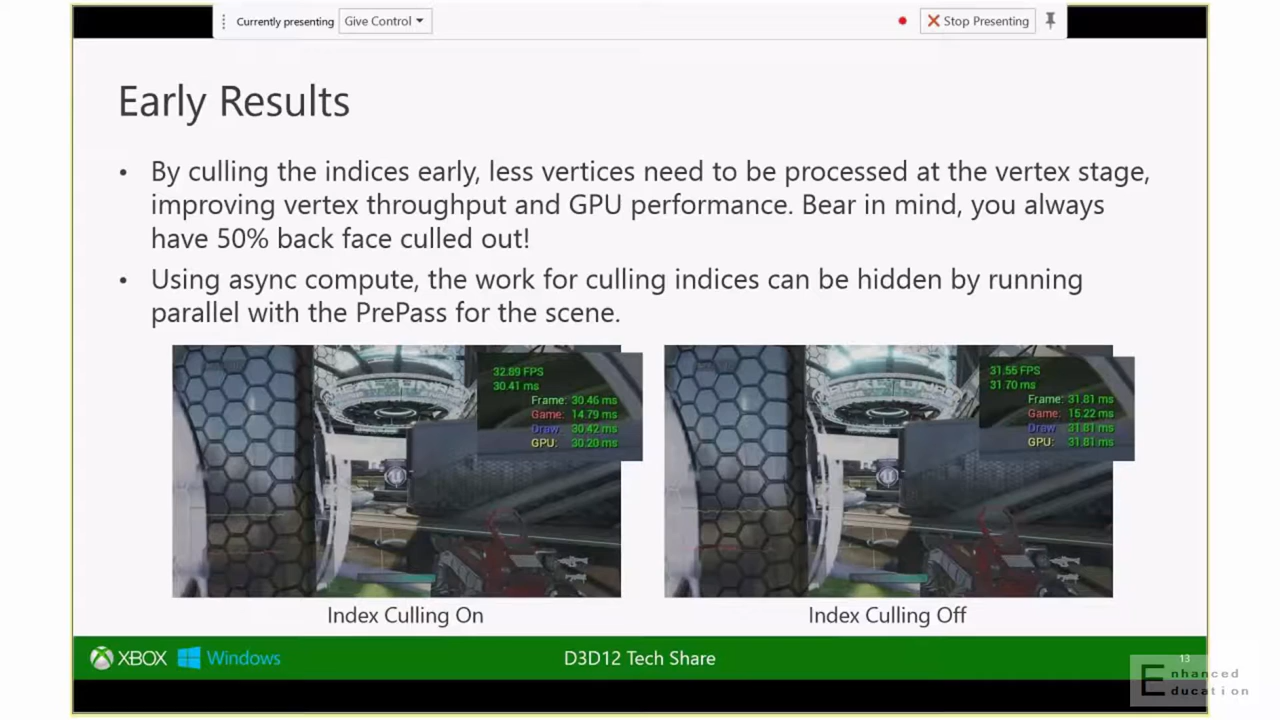 Currently presenting
Give Control
Stop Presenting
Early Results
• By culling the indices early, less vertices need to be processed at the vertex stage,
improving vertex throughput and GPU performance. Bear in mind, you always
have 50% back face culled out!
• Using async compute, the work for culling indices can be hidden by running
parallel with the PrePass for the scene.
32.89 FPS
30.41 ms
Frame: 30.46 ms
Game: 14.79 ms
Draw: 30.42 ms
GPU: 30.20 ms
31.55 FPS
31.70 ms
Frame: 31.81 ms
Game: 15.22 ms
Draw: 31.81 ms
GPU: 31.81 ms
Index Culling On
Index Culling Off
XBOX Windows
D3D12 Tech Share
13
Enhanced
Education